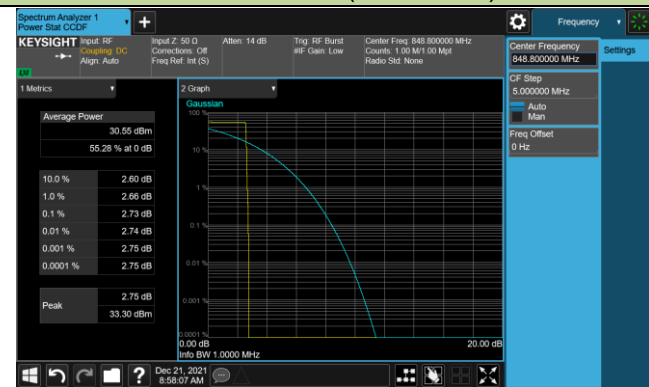 Spectrum Analyzer 1
Power Stat CCDF
Frequency
KEYSIGHT
Input: RF
Coupling: DC
Align: Auto
Input Z: 50 Ω
Corrections: Off
Freq Ref: Int (S)
Atten: 14 dB
Trig: RF Burst
#IF Gain: Low
Center Freq: 848.800000 MHz
Counts: 1.00 M/1.00 Mpt
Radio Std: None
LXI
1 Metrics
Average Power
30.55 dBm
55.28 % at 0 dB
10.0 % 2.60 dB
1.0 % 2.66 dB
0.1 % 2.73 dB
0.01 % 2.74 dB
0.001 % 2.75 dB
0.0001 % 2.75 dB
Peak
2.75 dB
33.30 dBm
2 Graph
Gaussian
100 %
10 %
1 %
0.1 %
0.01 %
0.001 %
0.0001 %
0.00 dB
20.00 dB
Info BW 1.0000 MHz
Center Frequency
848.800000 MHz
Settings
CF Step
5.000000 MHz
Auto
Man
Freq Offset
0 Hz
?
Dec 21, 2021
8:58:07 AM